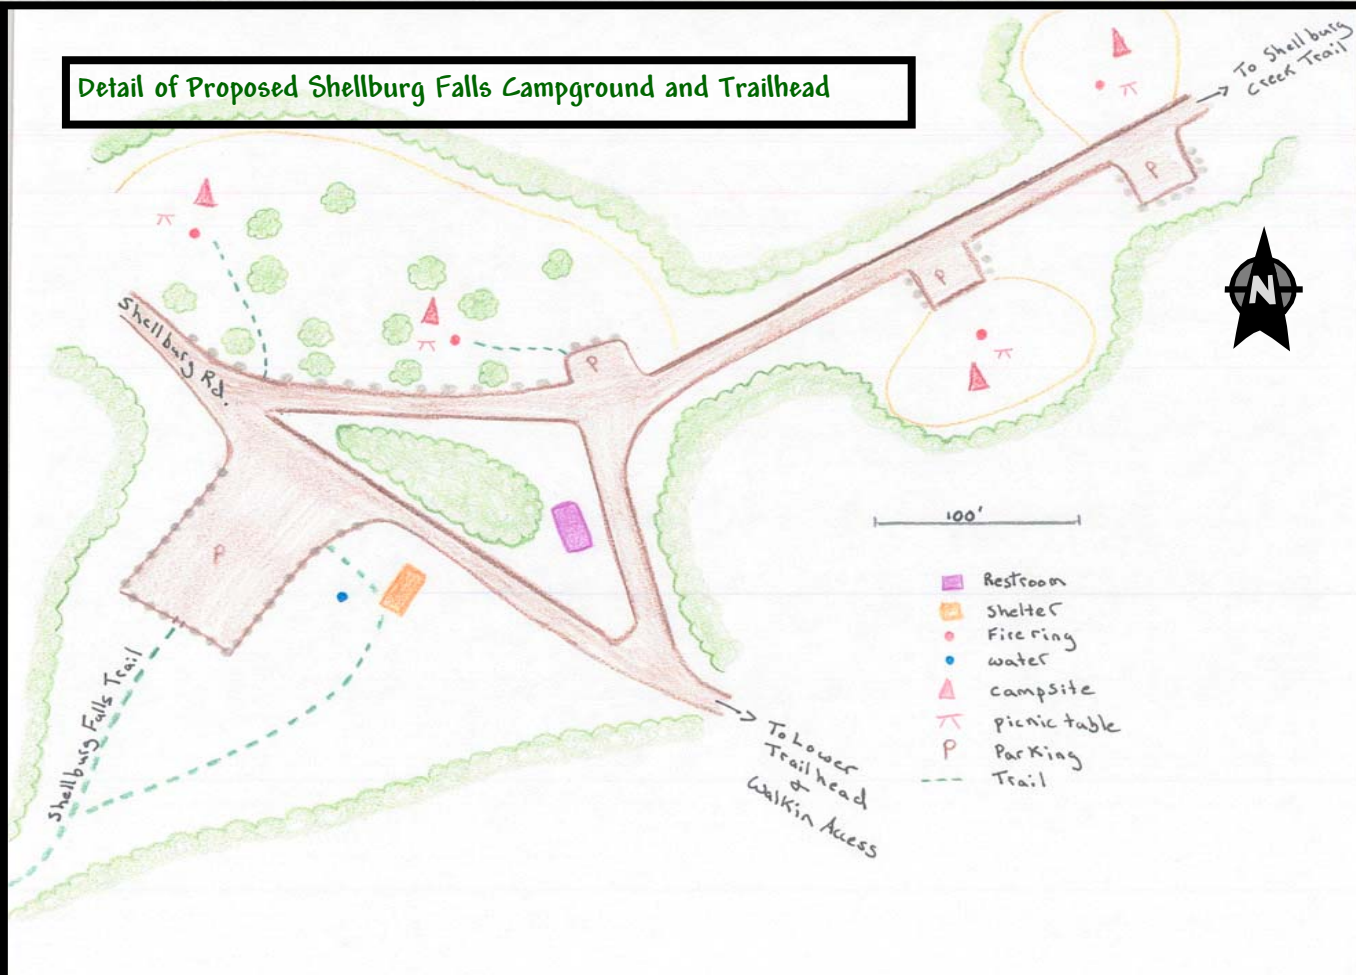 Detail of Proposed Shellburg Falls Campground and Trailhead
To Shellburg
Creek Trail
P
P
N
Shellburg Rd.
P
P
100'
Restroom
Shelter
Fire ring
water
campsite
picnic table
P Parking
Trail
Shellburg Falls Trail
To Lower
Trailhead
+
Walkin Access